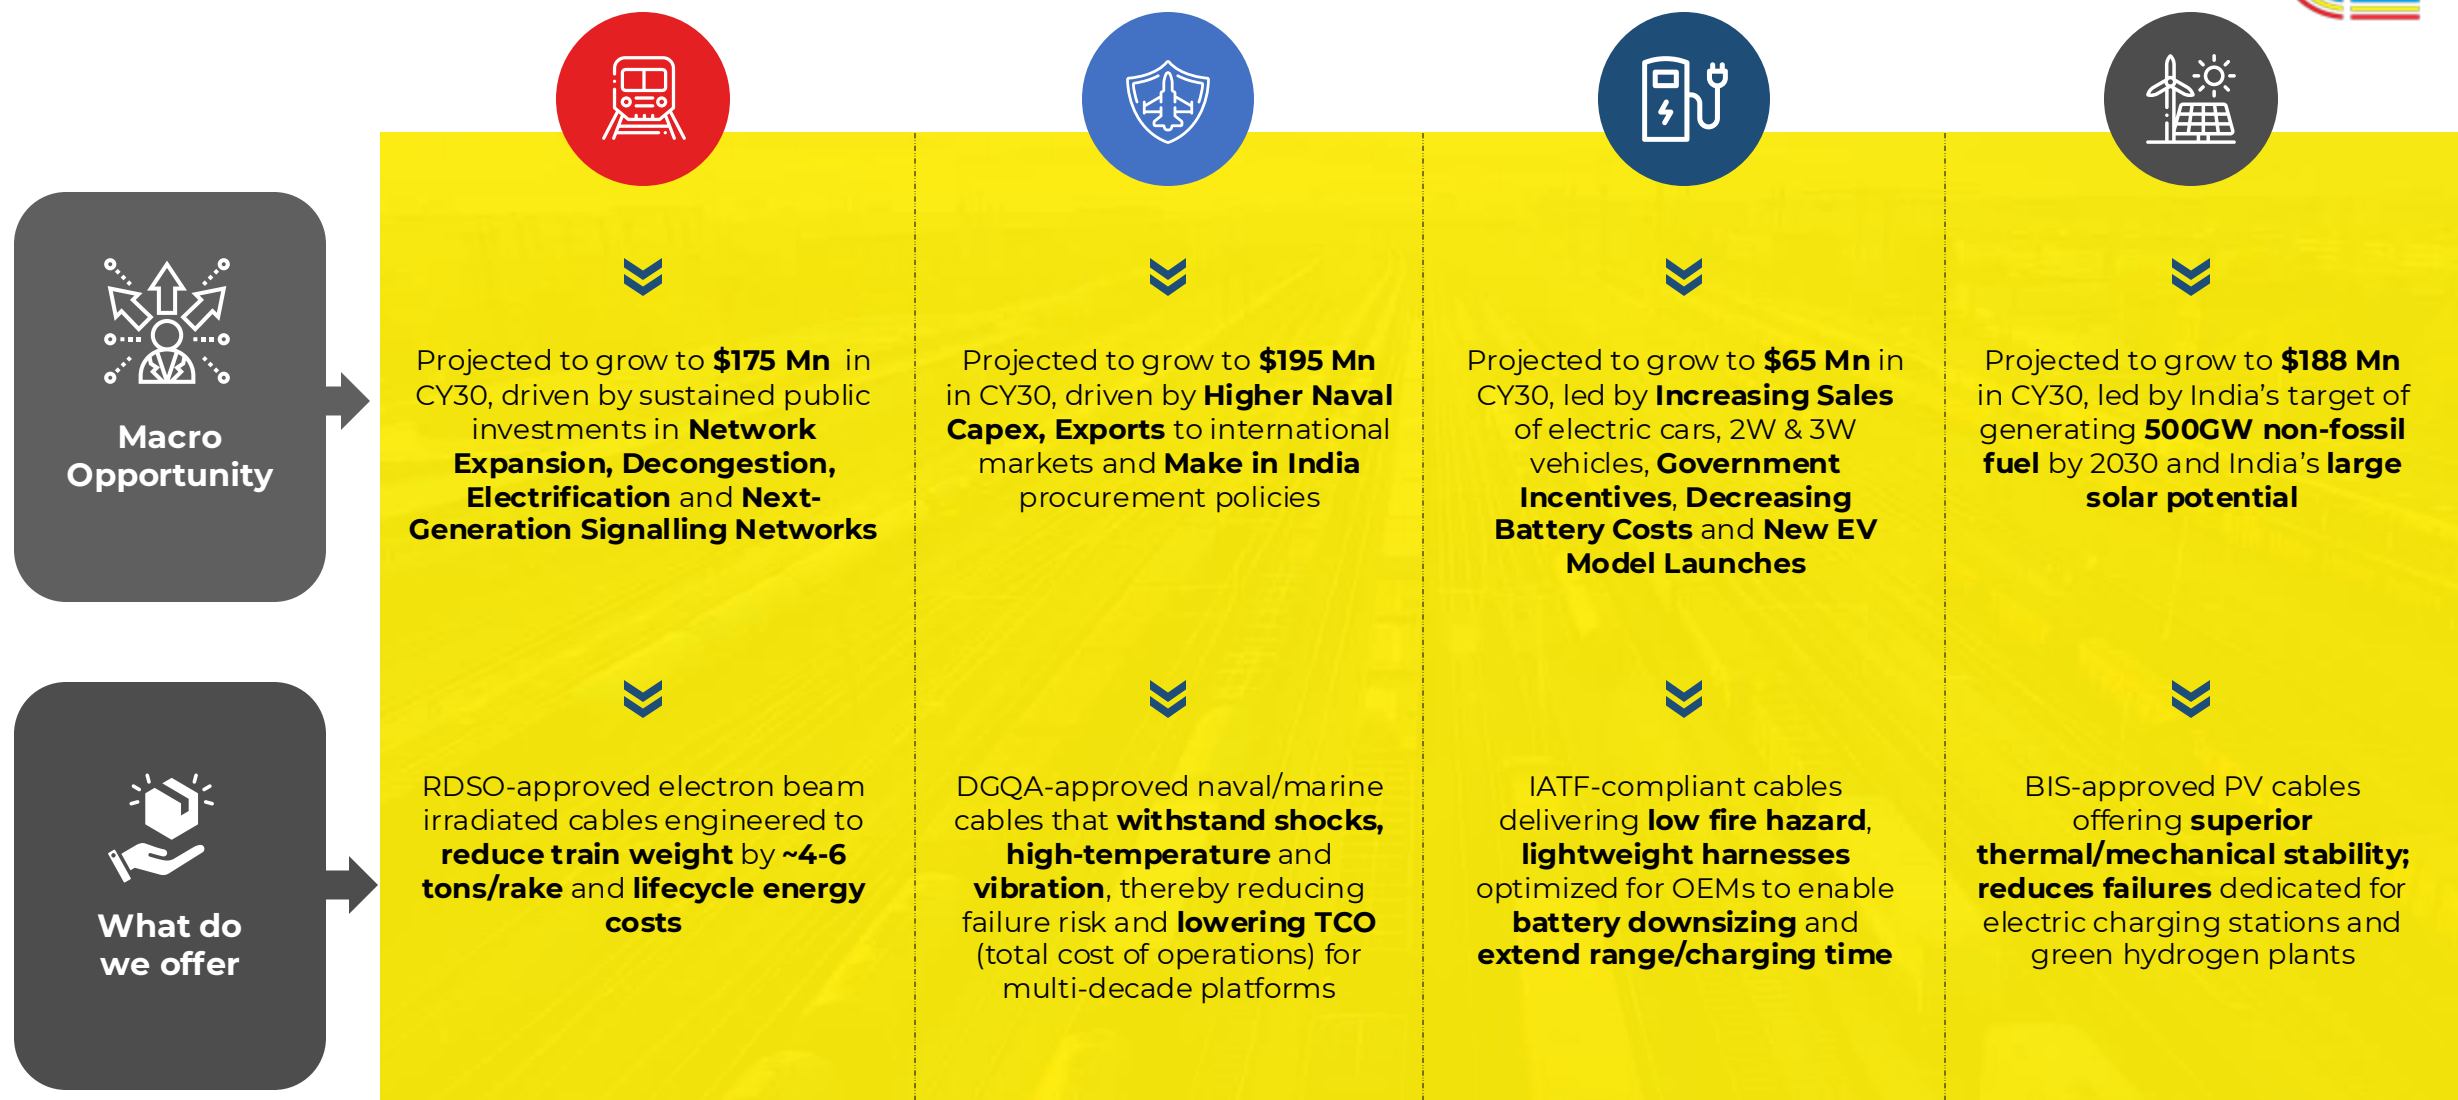 Macro
Opportunity
Projected to grow to $175 Mn in
CY30, driven by sustained public
investments in Network
Expansion, Decongestion,
Electrification and Next-
Generation Signalling Networks
Projected to grow to $195 Mn
in CY30, driven by Higher Naval
Capex, Exports to international
markets and Make in India
procurement policies
Projected to grow to $65 Mn in
CY30, led by Increasing Sales
of electric cars, 2W & 3W
vehicles, Government
Incentives, Decreasing
Battery Costs and New EV
Model Launches
Projected to grow to $188 Mn
in CY30, led by India’s target of
generating 500GW non-fossil
fuel by 2030 and India’s large
solar potential
What do
we offer
RDSO-approved electron beam
irradiated cables engineered to
reduce train weight by ~4-6
tons/rake and lifecycle energy
costs
DGQA-approved naval/marine
cables that withstand shocks,
high-temperature and
vibration, thereby reducing
failure risk and lowering TCO
(total cost of operations) for
multi-decade platforms
IATF-compliant cables
delivering low fire hazard,
lightweight harnesses
optimized for OEMs to enable
battery downsizing and
extend range/charging time
BIS-approved PV cables
offering superior
thermal/mechanical stability;
reduces failures dedicated for
electric charging stations and
green hydrogen plants